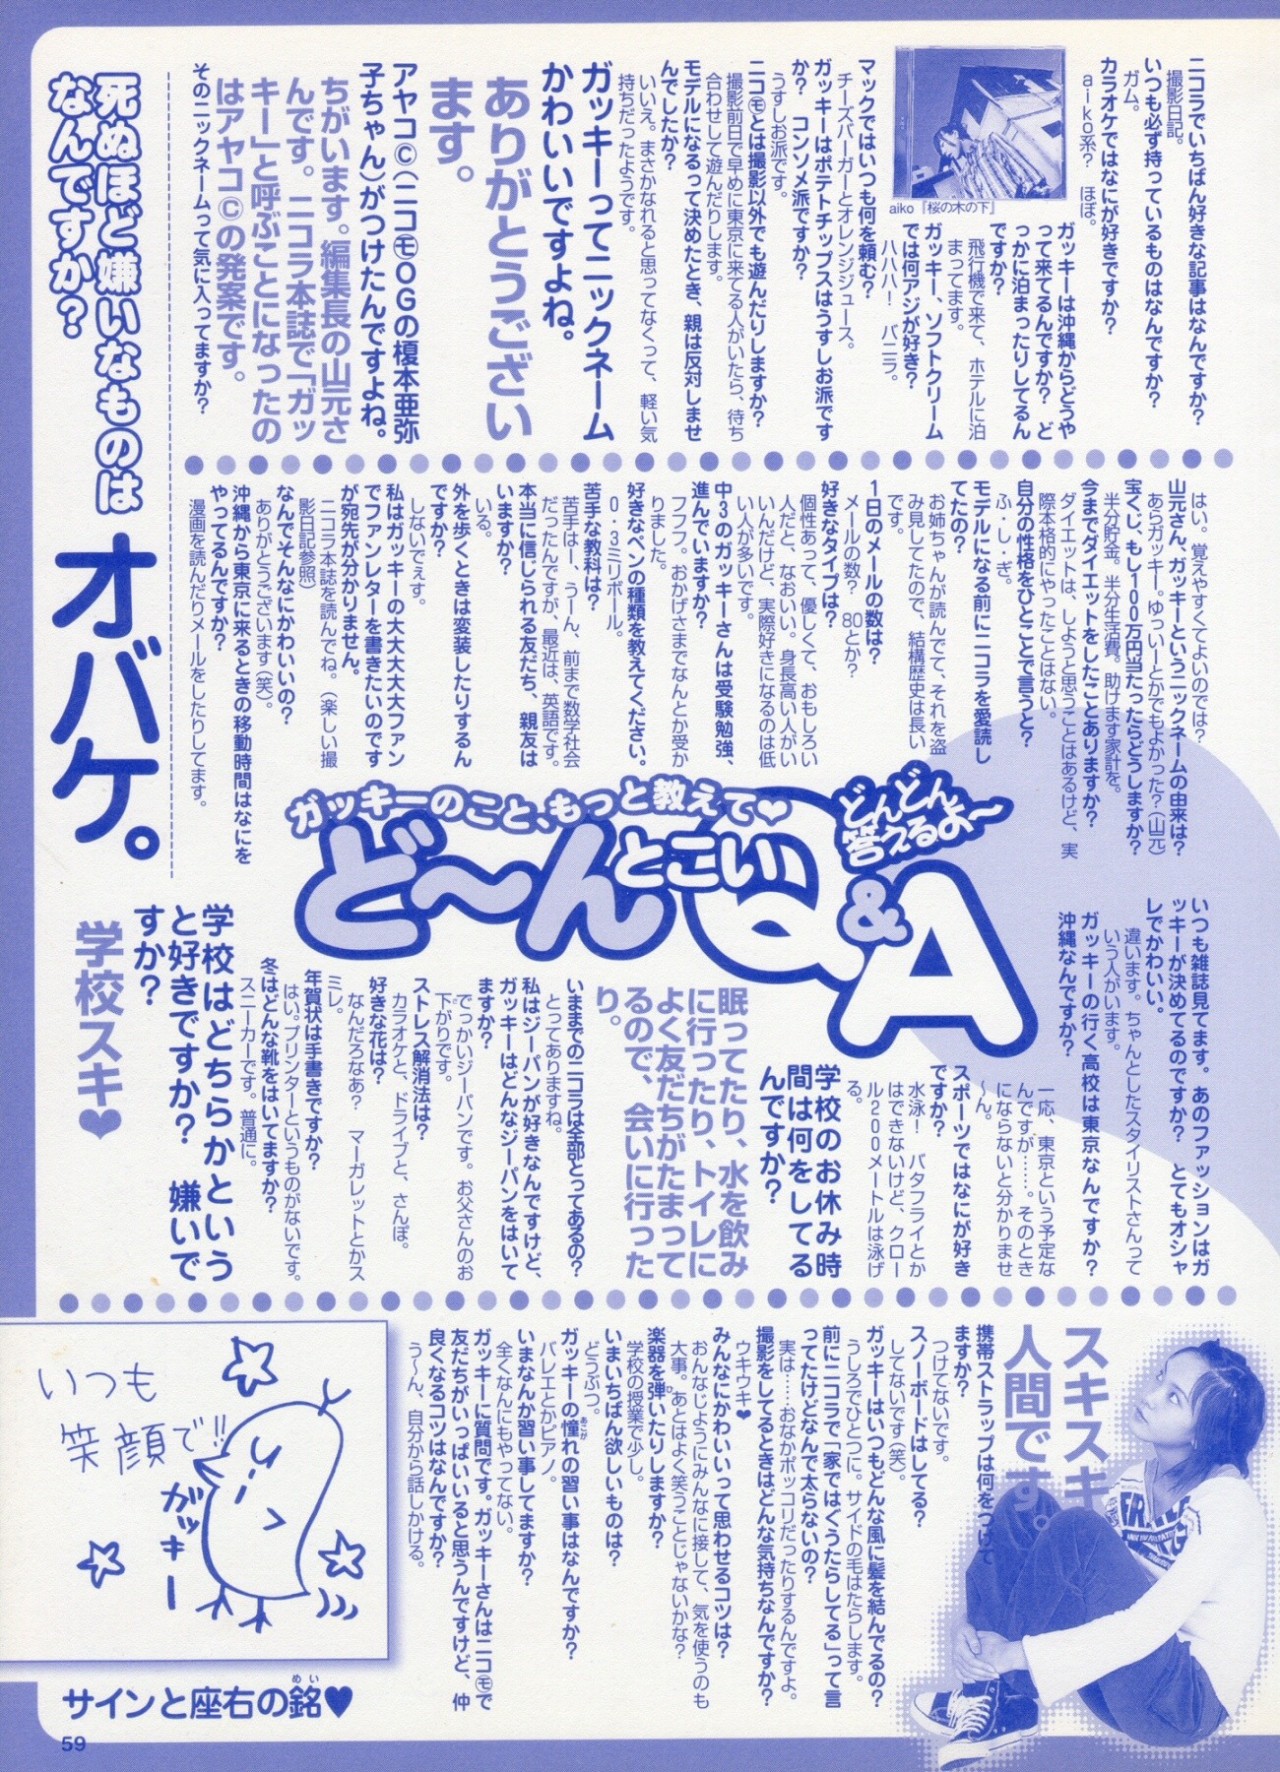 ニコラでいちばん好きな記事はなんですか?
撮影日記。
いつも必ず持っているものはなんですか?
ガム。
カラオケではなにが好きですか?
aiko系? ほぼ。
aiko『桜の木の下』
ガッキーは沖縄からどうや
って来てるんですか? ど
っかに泊まったりしてるん
ですか?
飛行機で来て、ホテルに泊
まってます。
ガッキー、ソフトクリーム
では何アジが好き?
ハハハ! バニラ。
マックではいつも何を頼む?
チーズバーガーとオレンジジュース。
ガッキーはポテトチップスはうすしお派です
か? コンソメ派ですか?
うすしお派です。
ニコ㋲とは撮影以外でも遊んだりしますか?
撮影前日で早めに東京に来てる人がいたら、待ち
合わせして遊んだりします。
モデルになるって決めたとき、親は反対しませ
んでしたか?
いいえ。まさかなれると思ってなくって、軽い気
持ちだったようです。
ガッキーってニックネーム
かわいいですよね。
ありがとうござい
ます。
アヤコ©(ニコ㋲OGの榎本亜弥
子ちゃん)がつけたんですよね。
ちがいます。編集長の山元さ
んです。ニコラ本誌で「ガッ
キー」と呼ぶことになったの
はアヤコ©の発案です。
そのニックネームって気に入ってますか?
はい。覚えやすくてよいのでは?
山元さん、ガッキーというニックネームの由来は?
あらガッキー。ゆっぃーとかでもよかった?(山元)
宝くじ、もし100万円当たったらどうしますか?
半分貯金。半分生活費。助けます家計を。
今までダイエットをしたことありますか?
ダイエットは、しようと思うことはあるけど、実
際本格的にやったことはない。
自分の性格をひとことで言うと?
ふ・し・ぎ。
モデルになる前にニコラを愛読し
てたの?
お姉ちゃんが読んでて、それを盗
み見してたので、結構歴史は長い
です。
1日のメールの数は?
メールの数? 80とか?
好きなタイプは?
個性あって、優しくて、おもしろい
人だと、なおいい。身長高い人がい
いんだけど、実際好きになるのは低
い人が多いです。
中3のガッキーさんは受験勉強、
進んでいますか?
フフフ。おかげさまでなんとか受か
りました。
好きなペンの種類を教えてください。
0・3ミリボール。
苦手な教科は?
苦手はー、うーん、前まで数学社会
だったんですが、最近は、英語です。
本当に信じられる友だち、親友は
いますか?
いる。
外を歩くときは変装したりするん
ですか?
しないでえす。
私はガッキーの大大大大大ファン
でファンレターを書きたいのです
が宛先が分かりません。
ニコラ本誌を読んでね。(楽しい撮
影日記参照)
なんでそんなにかわいいの?
ありがとうございます(笑)。
沖縄から東京に来るときの移動時間はなにを
やってるんですか?
漫画を読んだりメールをしたりしてます。
死ぬほど嫌いなものは
なんですか?
オバケ。
ガッキーのこと、もっと教えて♥
ど〜んとこいQ&A
どんどん
答えるよ〜
いつも雑誌見てます。あのファッションはガ
ッキーが決めてるのですか? とてもオシャ
レでかわいい。
違います。ちゃんとしたスタイリストさんって
いう人がいます。
ガッキーの行く高校は東京なんですか?
沖縄なんですか?
一応、東京という予定な
んですが……。そのとき
にならないと分かりませ
〜ん。
スポーツではなにが好き
ですか?
水泳! バタフライとか
はできないけど、クロー
ル200メートルは泳げ
る。
学校のお休み時
間は何をしてる
んですか?
眠ってたり、水を飲み
に行ったり、トイレに
よく友だちがたまって
るので、会いに行った
り。
いままでのニコラは全部とってあるの?
とってありますね。
私はジーパンが好きなんですけど、
ガッキーはどんなジーパンをはいて
ますか?
でっかいジーパンです。お父さんのお
下がりです。
ストレス解消法は?
カラオケと、ドライブと、さんぽ。
好きな花は?
なんだろなあ? マーガレットとかス
ミレ。
年賀状は手書きですか?
はい。プリンターというものがないです。
冬はどんな靴をはいてますか?
スニーカーです。普通に。
学校はどちらかという
と好きですか? 嫌いで
すか?
学校スキ♥
スキスキ
人間です。
携帯ストラップは何をつけて
ますか?
つけてないです。
スノーボードはしてる?
してないです(笑)。
ガッキーはいつもどんな風に髪を結んでるの?
うしろでひとつに。サイドの毛はたらします。
前にニコラで「家ではぐうたらしてる」って言
ってたけどなんで太らないの?
実は……おなかポッコリだったりするんですよ。
撮影をしてるときはどんな気持ちなんですか?
ウキウキ♥
みんなにかわいいって思わせるコツは?
おんなじようにみんなに接して、気を使うのも
大事。あとはよく笑うことじゃないかな?
楽器を弾いたりしますか?
学校の授業で少し。
いまいちばん欲しいものは?
どうぶつ。
ガッキーの憧れの習い事はなんですか?
バレエとかピアノ。
いまなんか習い事してますか?
全くなんにもやってない。
ガッキーに質問です。ガッキーさんはニコ㋲で
友だちがいっぱいいると思うんですけど、仲
良くなるコツはなんですか?
う〜ん、自分から話しかける。
いつも
笑顔で!!
ガッキー
サインと座右の銘♥
59